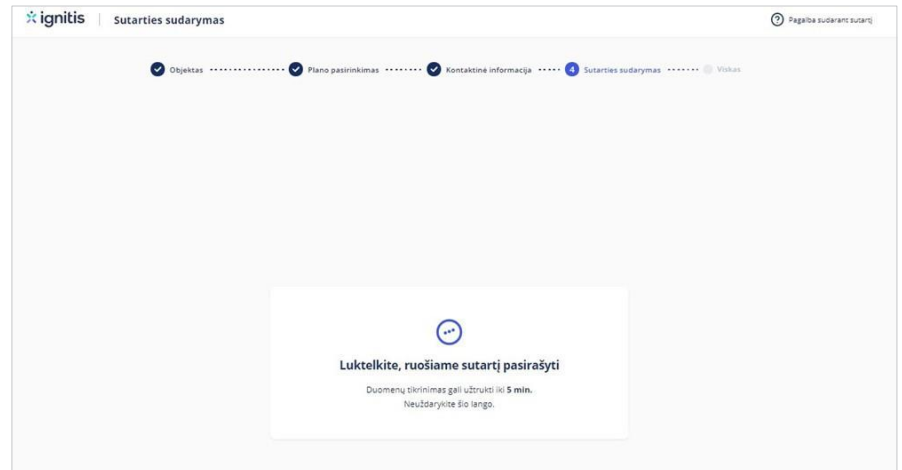 ignitis Sutarties sudarymas Pagalba sudarant sutartį
Objektas Plano pasirinkimas Kontaktinė informacija 4 Sutarties sudarymas Viskas
Luktelkite, ruošiame sutartį pasirašyti
Duomenų tikrinimas gali užtrukti iki 5 min.
Neuždarykite šio lango.